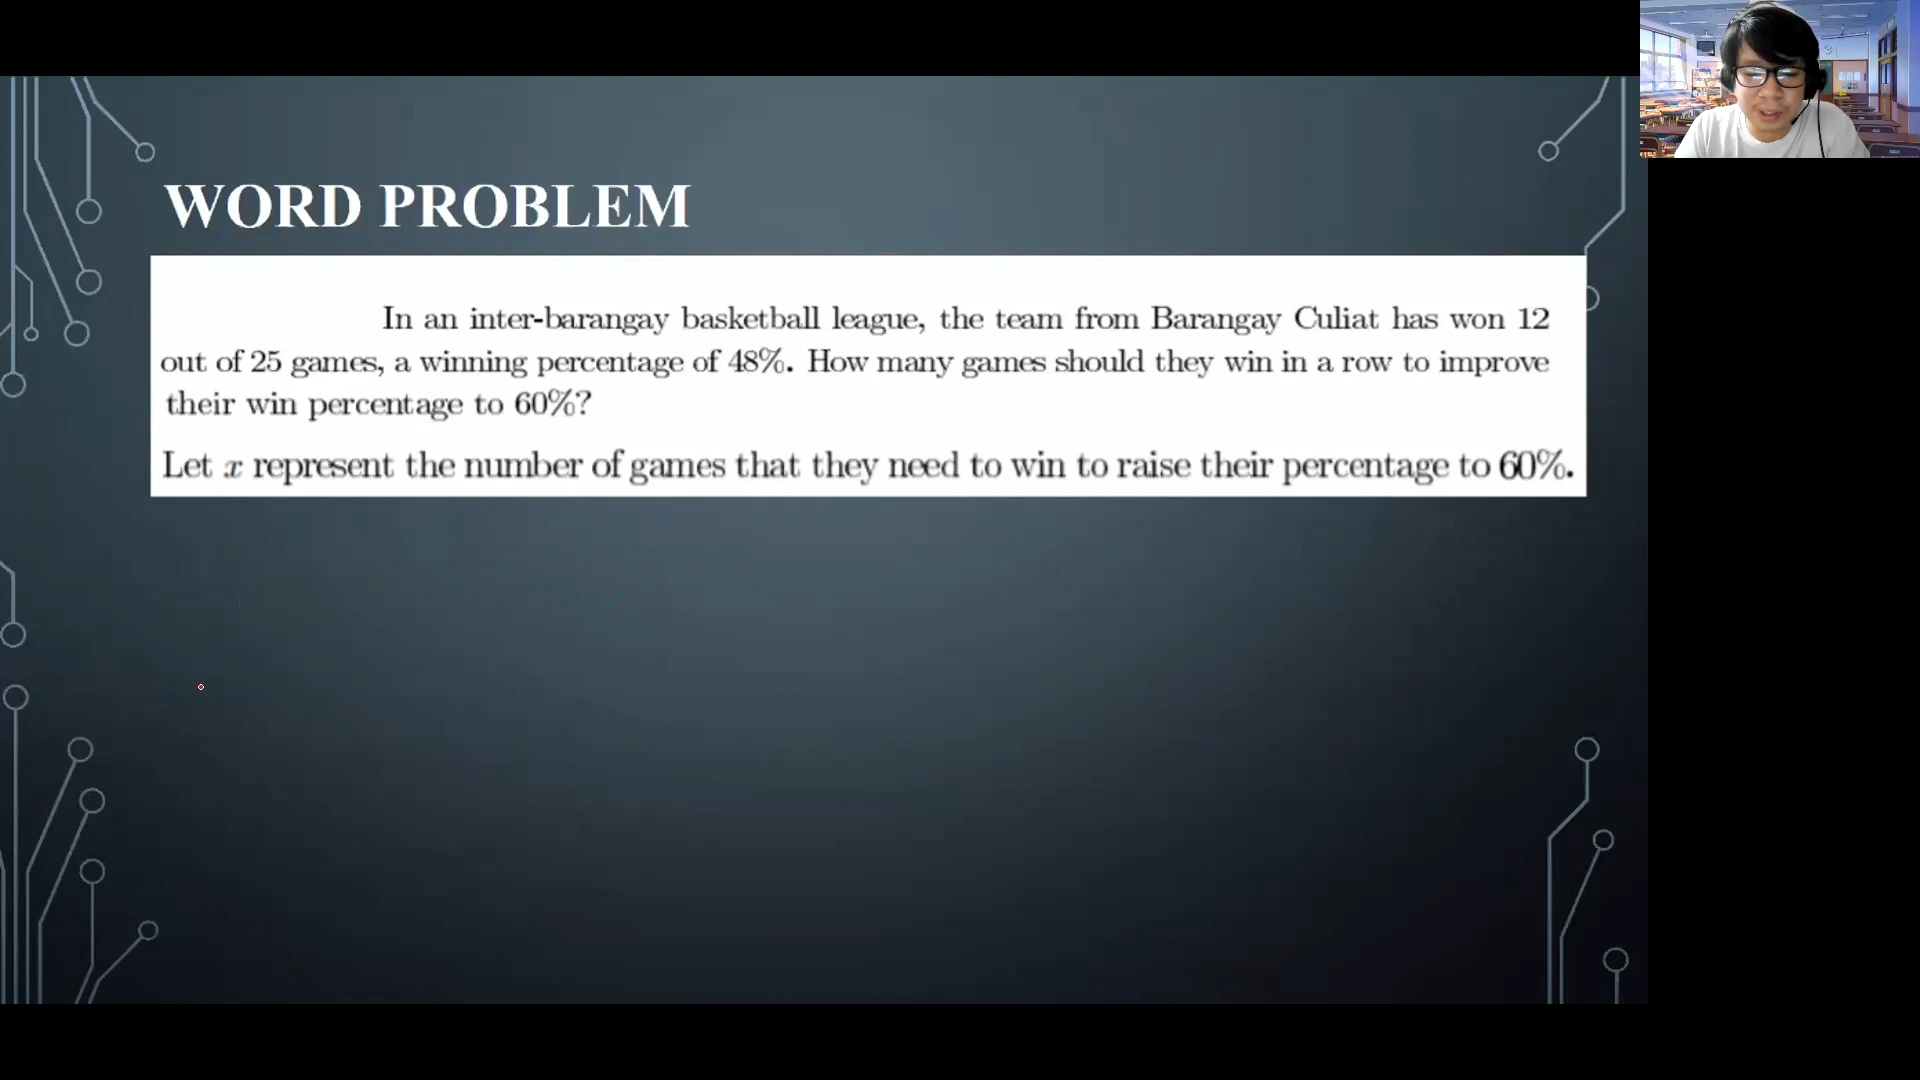 WORD PROBLEM
In an inter-barangay basketball league, the team from Barangay Culiat has won 12
out of 25 games, a winning percentage of 48%. How many games should they win in a row to improve
their win percentage to 60%?
Let x represent the number of games that they need to win to raise their percentage to 60%.